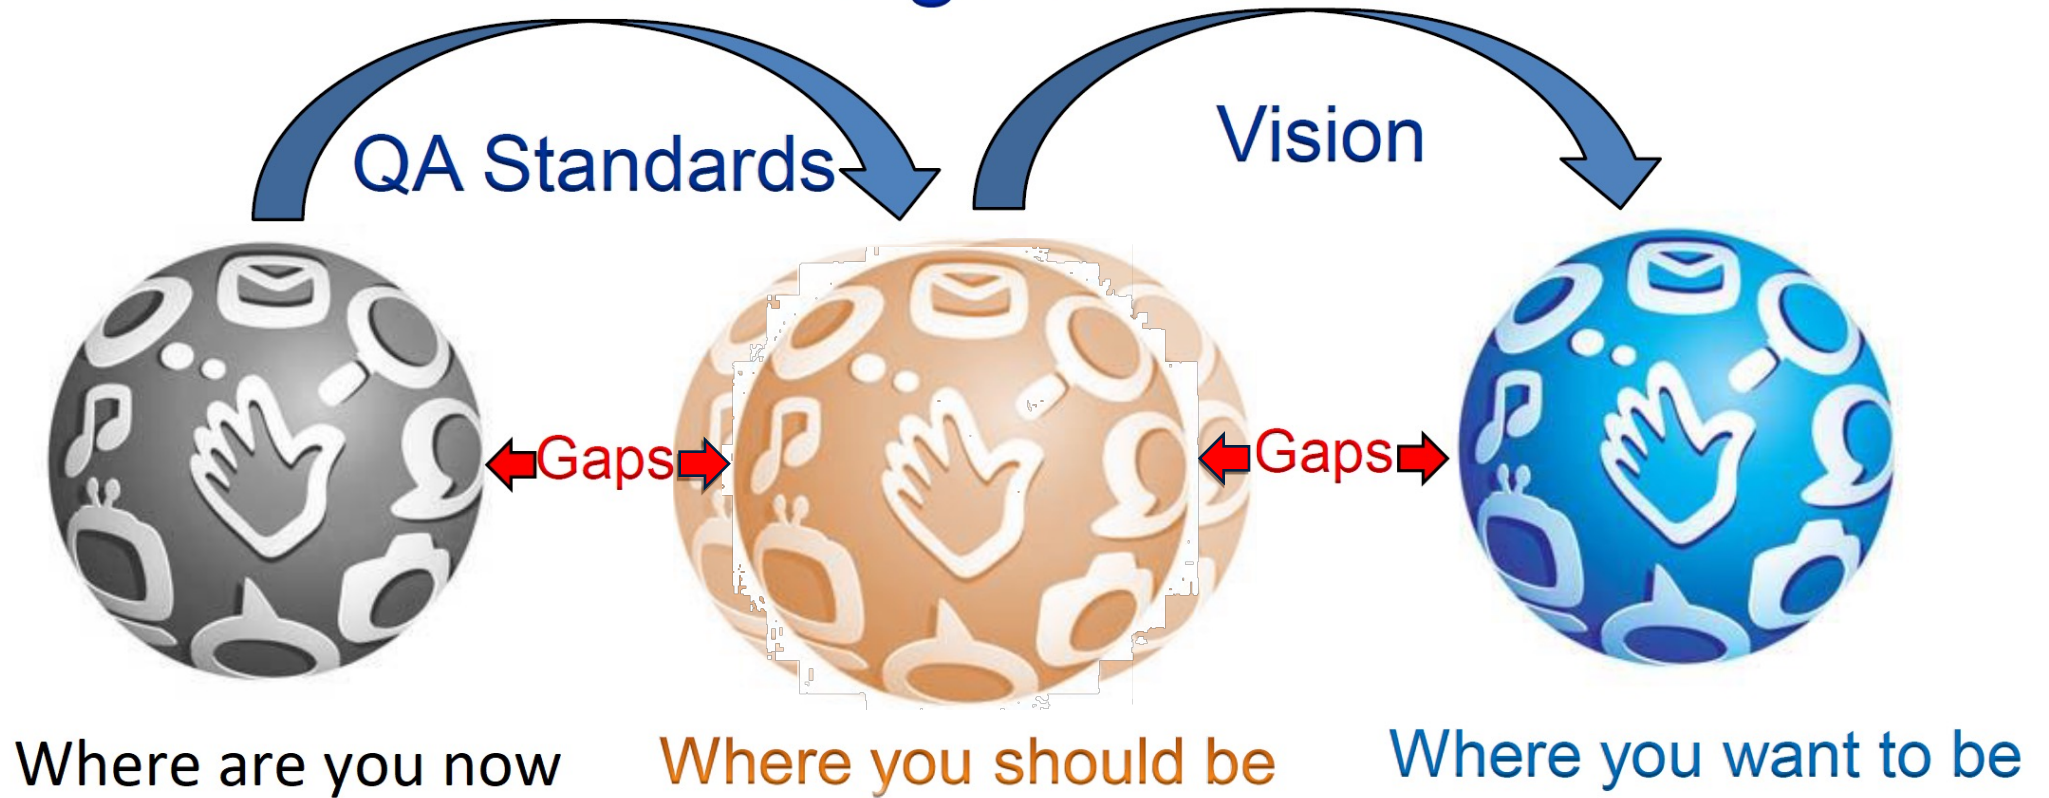 QA Standards
Vision
Gaps
Gaps
Where are you now
Where you should be
Where you want to be